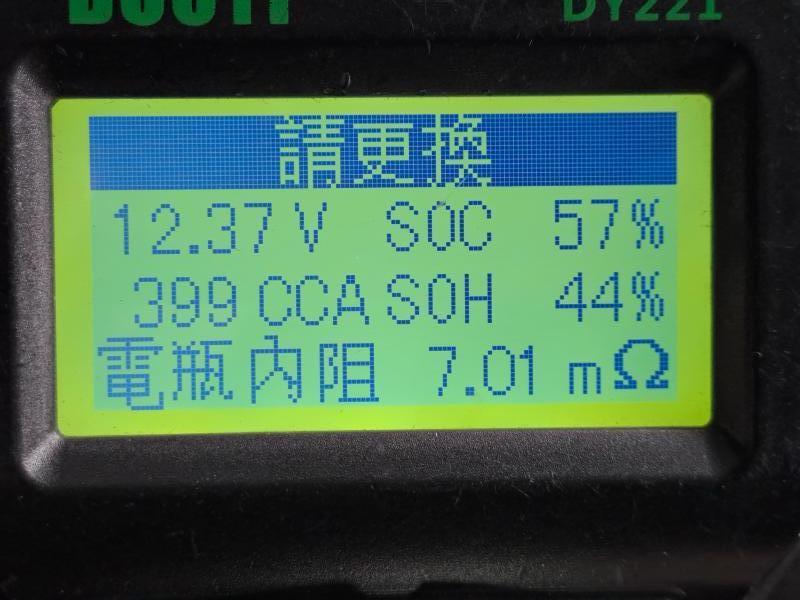 DY221
請更換
12.37 V SOC 57%
399 CCA SOH 44%
電瓶內阻 7.01 mΩ